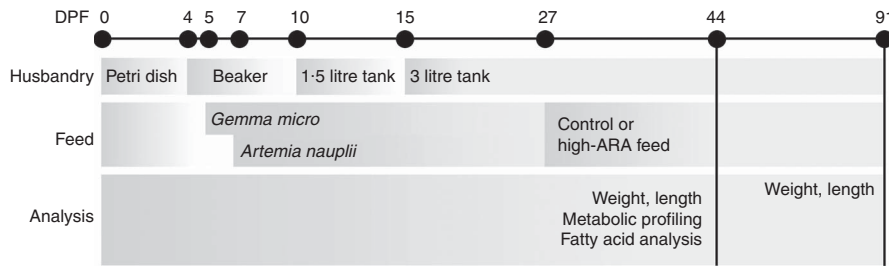 DPF 0 4 5 7 10 15 27 44 91
Husbandry Petri dish Beaker 1·5 litre tank 3 litre tank
Feed
Gemma micro
Artemia nauplii
Control or
high-ARA feed
Analysis
Weight, length
Metabolic profiling
Fatty acid analysis
Weight, length